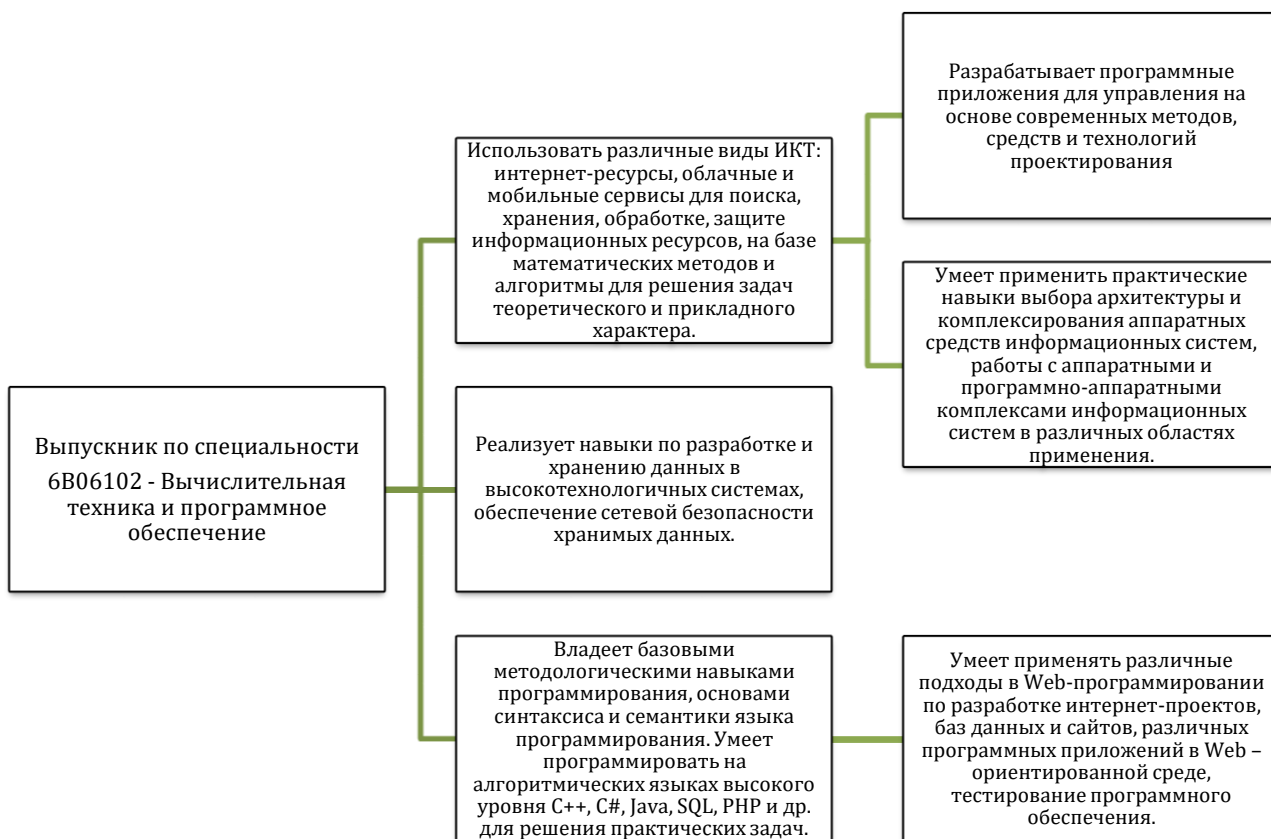 Выпускник по специальности
6B06102 - Вычислительная
техника и программное
обеспечение
Использовать различные виды ИКТ:
интернет-ресурсы, облачные и
мобильные сервисы для поиска,
хранения, обработке, защите
информационных ресурсов, на базе
математических методов и
алгоритмы для решения задач
теоретического и прикладного
характера.
Разрабатывает программные
приложения для управления на
основе современных методов,
средств и технологий
проектирования
Умеет применить практические
навыки выбора архитектуры и
комплексирования аппаратных
средств информационных систем,
работы с аппаратными и
программно-аппаратными
комплексами информационных
систем в различных областях
применения.
Реализует навыки по разработке и
хранению данных в
высокотехнологичных системах,
обеспечение сетевой безопасности
хранимых данных.
Владеет базовыми
методологическими навыками
программирования, основами
синтаксиса и семантики языка
программирования. Умеет
программировать на
алгоритмических языках высокого
уровня C++, C#, Java, SQL, PHP и др.
для решения практических задач.
Умеет применять различные
подходы в Web-программировании
по разработке интернет-проектов,
баз данных и сайтов, различных
программных приложений в Web –
ориентированной среде,
тестирование программного
обеспечения.